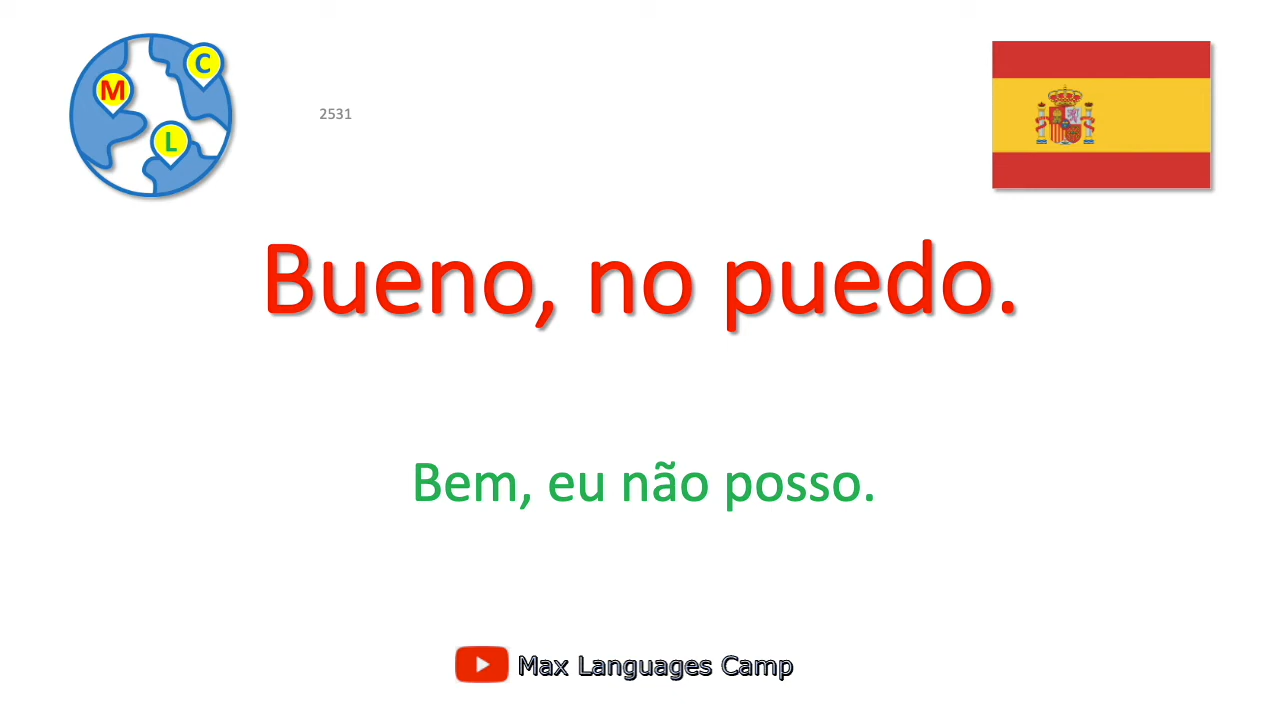 M
C
L
2531
Bueno, no puedo.
Bem, eu não posso.
Max Languages Camp